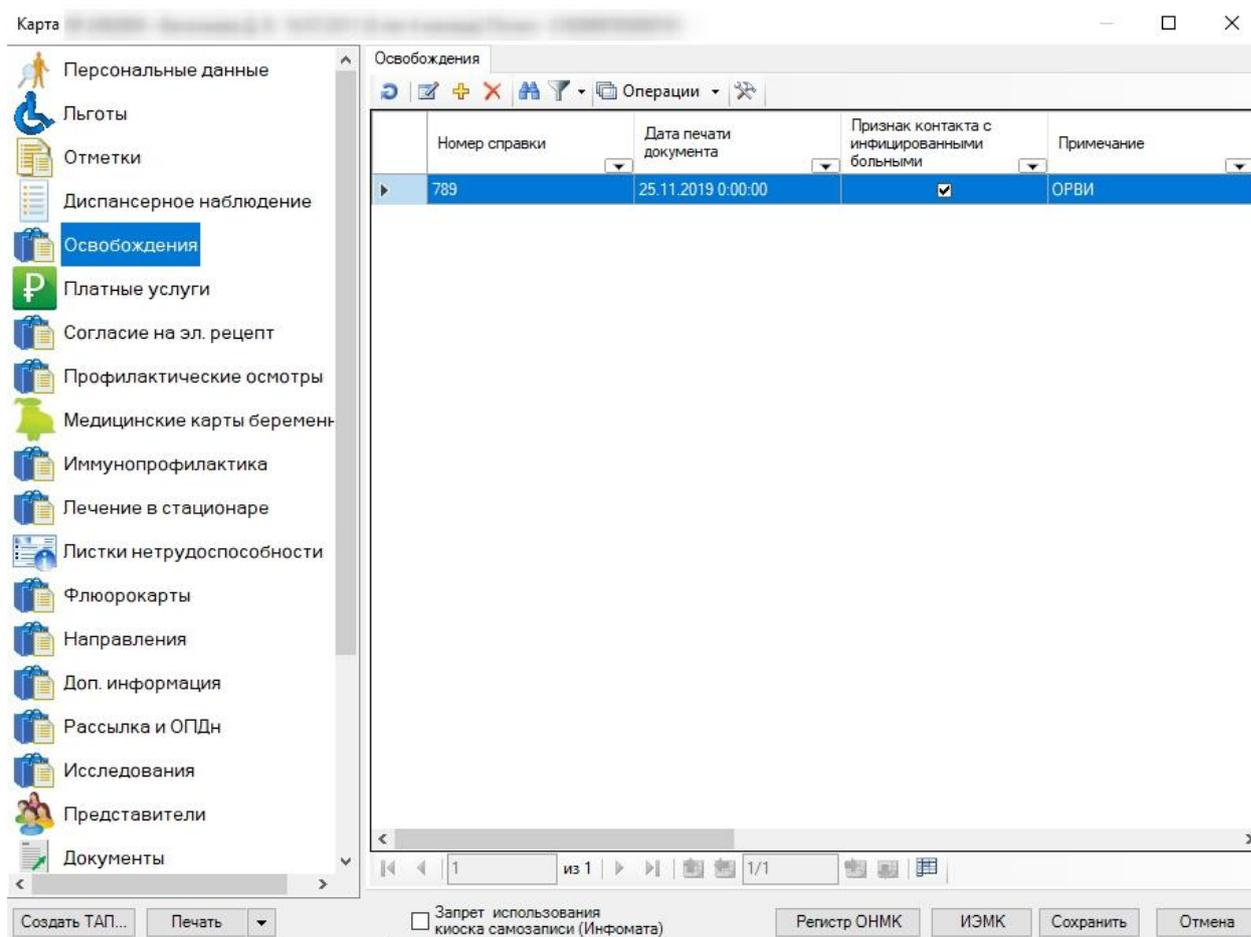 Карта
Персональные данные
Льготы
Отметки
Диспансерное наблюдение
Освобождения
Платные услуги
Согласие на эл. рецепт
Профилактические осмотры
Медицинские карты беременн
Иммунопрофилактика
Лечение в стационаре
Листки нетрудоспособности
Флюорокарты
Направления
Доп. информация
Рассылка и ОПДн
Исследования
Представители
Документы
Освобождения
Операции
Номер справки
Дата печати
документа
Признак контакта с
инфицированными
больными
Примечание
789
25.11.2019 0:00:00
ОРВИ
1
из 1
1/1
Создать ТАП...
Печать
Запрет использования
киоска самозаписи (Инфомата)
Регистр ОНМК
ИЭМК
Сохранить
Отмена